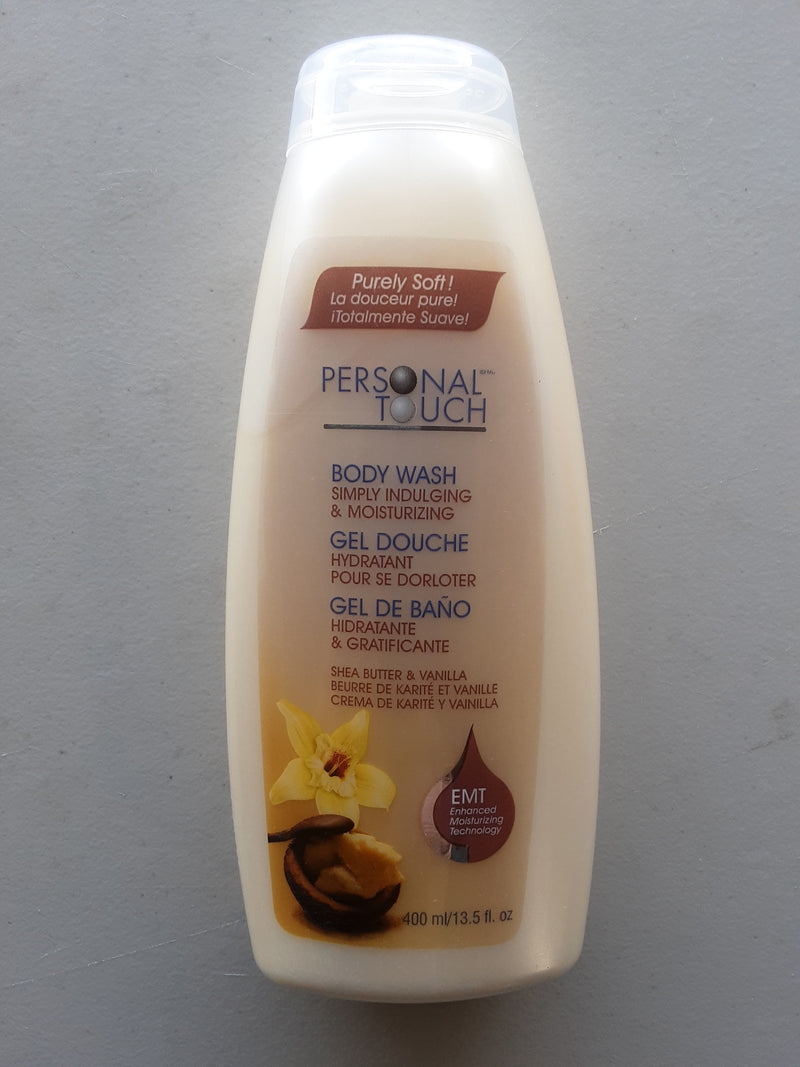 Purely Soft!
La douceur pure!
¡Totalmente Suave!
PERSONAL
TOUCH
BODY WASH
SIMPLY INDULGING
& MOISTURIZING
GEL DOUCHE
HYDRATANT
POUR SE DORLOTER
GEL DE BAÑO
HIDRATANTE
& GRATIFICANTE
SHEA BUTTER & VANILLA
BEURRE DE KARITÉ ET VANILLE
CREMA DE KARITÉ Y VAINILLA
EMT
Enhanced
Moisturizing
Technology
400 ml/13.5 fl. oz